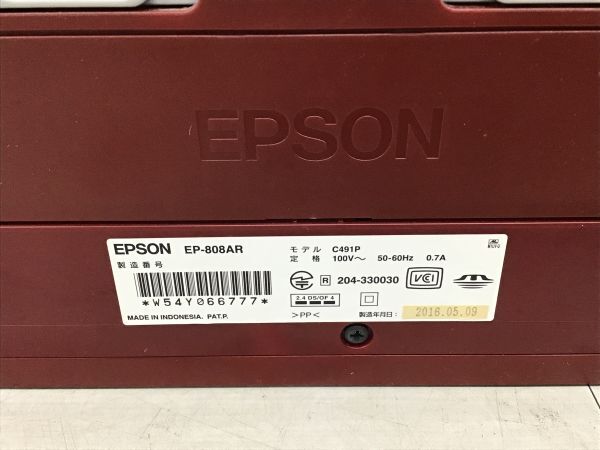 EPSON
EPSON EP-808AR
モデル C491P
定格 100V～ 50-60Hz 0.7A
製造番号
*W54Y066777*
R 204-330030
VCI
2.4 DS/OF 4
MADE IN INDONESIA. PAT.P.
>PP<
製造年月日: 2016.05.09